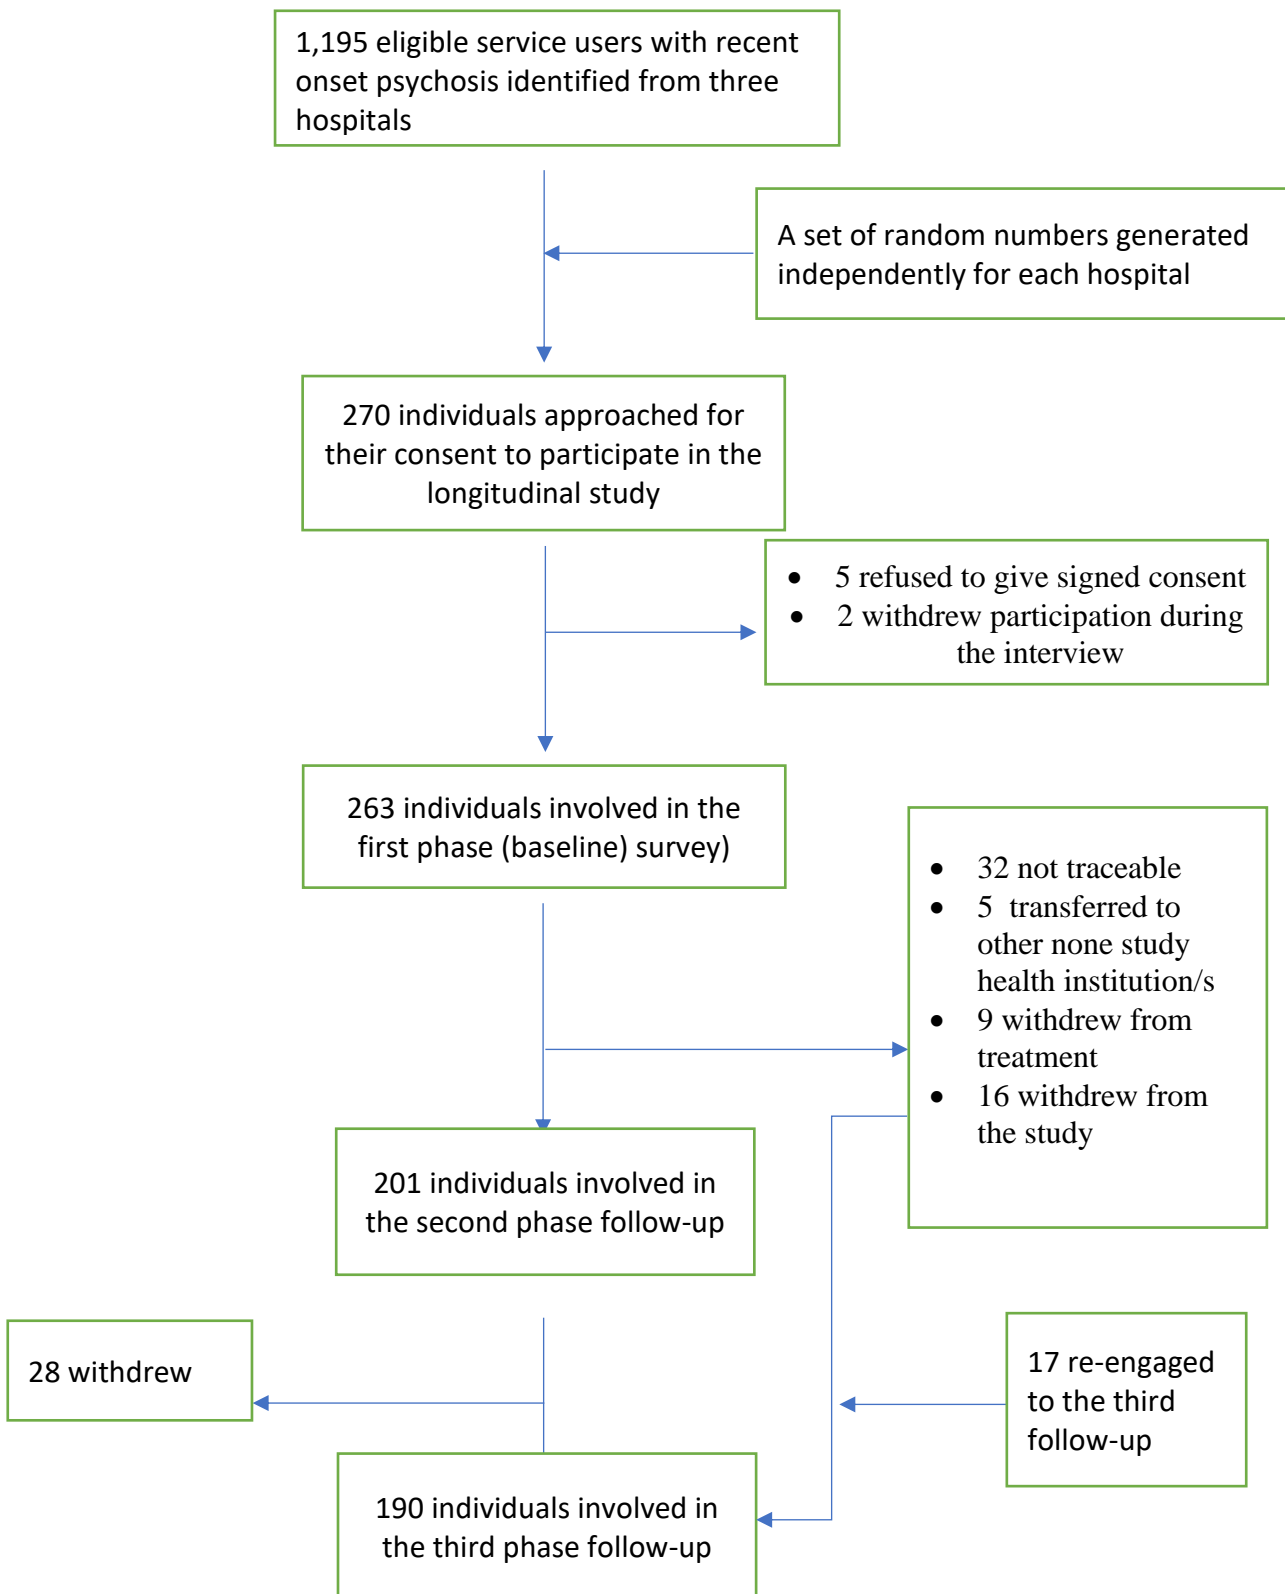 1,195 eligible service users with recent
onset psychosis identified from three
hospitals
A set of random numbers generated
independently for each hospital
270 individuals approached for
their consent to participate in the
longitudinal study
• 5 refused to give signed consent
• 2 withdrew participation during
the interview
263 individuals involved in the
first phase (baseline) survey)
• 32 not traceable
• 5 transferred to
other none study
health institution/s
• 9 withdrew from
treatment
• 16 withdrew from
the study
201 individuals involved in
the second phase follow-up
28 withdrew
17 re-engaged
to the third
follow-up
190 individuals involved in
the third phase follow-up